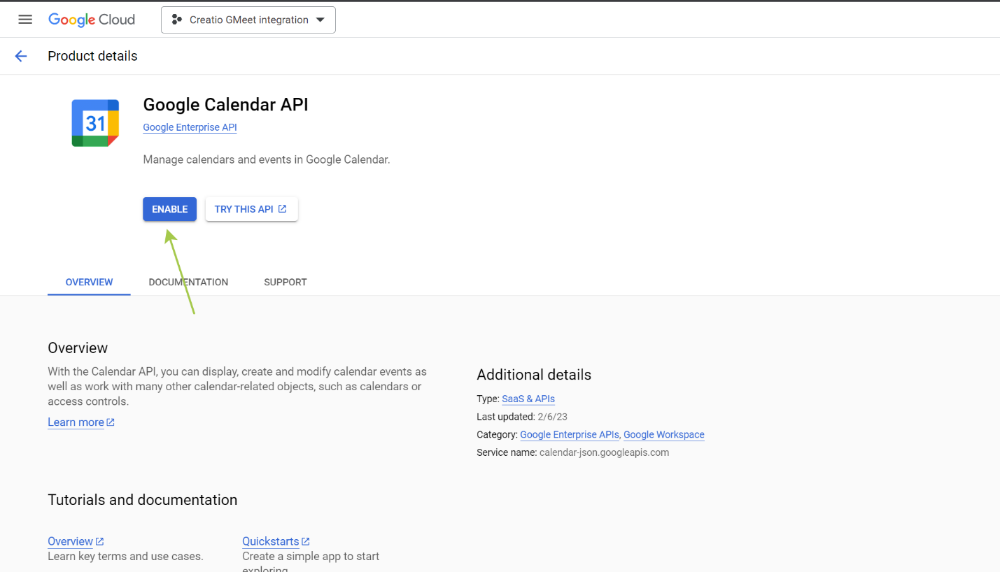 Google Cloud
Creatio GMeet integration
Product details
31
Google Calendar API
Google Enterprise API
Manage calendars and events in Google Calendar.
ENABLE
TRY THIS API
OVERVIEW
DOCUMENTATION
SUPPORT
Overview
With the Calendar API, you can display, create and modify calendar events as
well as work with many other calendar-related objects, such as calendars or
access controls.
Learn more
Additional details
Type: SaaS & APIs
Last updated: 2/6/23
Category: Google Enterprise APIs, Google Workspace
Service name: calendar-json.googleapis.com
Tutorials and documentation
Overview
Learn key terms and use cases.
Quickstarts
Create a simple app to start
exploring.